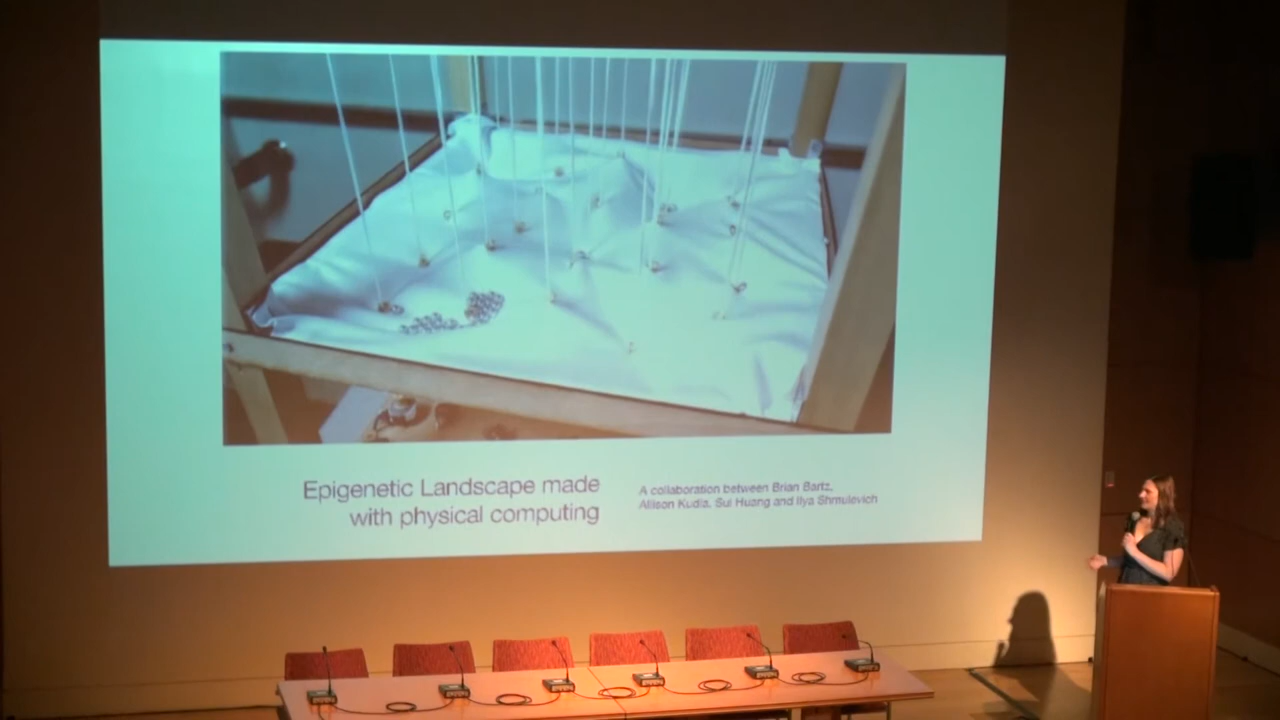 Epigenetic Landscape made
with physical computing
A collaboration between Brian Bartz,
Allison Kudla, Sui Huang and Ilya Shmulevich